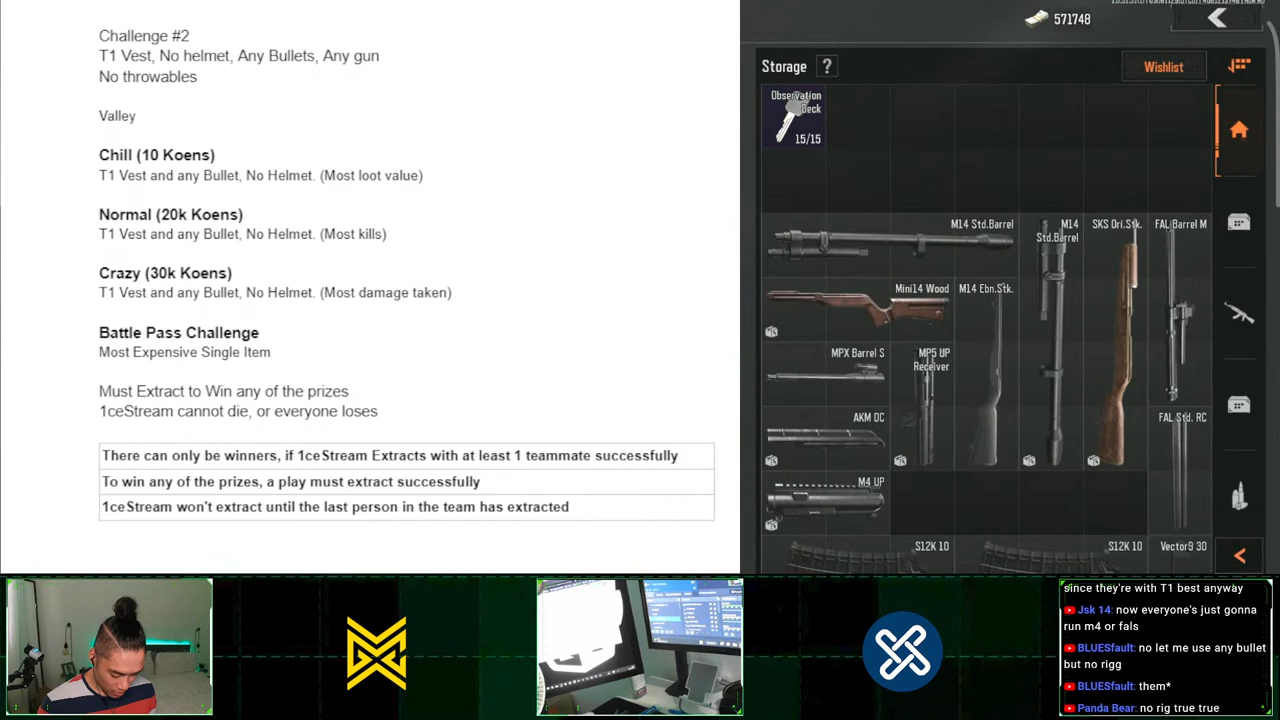 Challenge #2
T1 Vest, No helmet, Any Bullets, Any gun
No throwables
Valley
Chill (10 Koens)
T1 Vest and any Bullet, No Helmet. (Most loot value)
Normal (20k Koens)
T1 Vest and any Bullet, No Helmet. (Most kills)
Crazy (30k Koens)
T1 Vest and any Bullet, No Helmet. (Most damage taken)
Battle Pass Challenge
Most Expensive Single Item
Must Extract to Win any of the prizes
1ceStream cannot die, or everyone loses
There can only be winners, if 1ceStream Extracts with at least 1 teammate successfully
To win any of the prizes, a play must extract successfully
1ceStream won't extract until the last person in the team has extracted
571748
Storage ?
Wishlist
Observation
Deck
15/15
M14 Std.Barrel
M14
Std.Barrel
SKS Ori.Stk.
FAL Barrel M
Mini14 Wood
M14 Ebn.Stk.
MPX Barrel S
MP5 UP
Receiver
AKM DC
FAL Std. RC
M4 UP
S12K 10
S12K 10
Vector9 30
since they're with T1 best anyway
Jsk 14: now everyone's just gonna
run m4 or fals
BLUESfault: no let me use any bullet
but no rigg
BLUESfault: them*
Panda Bear: no rig true true